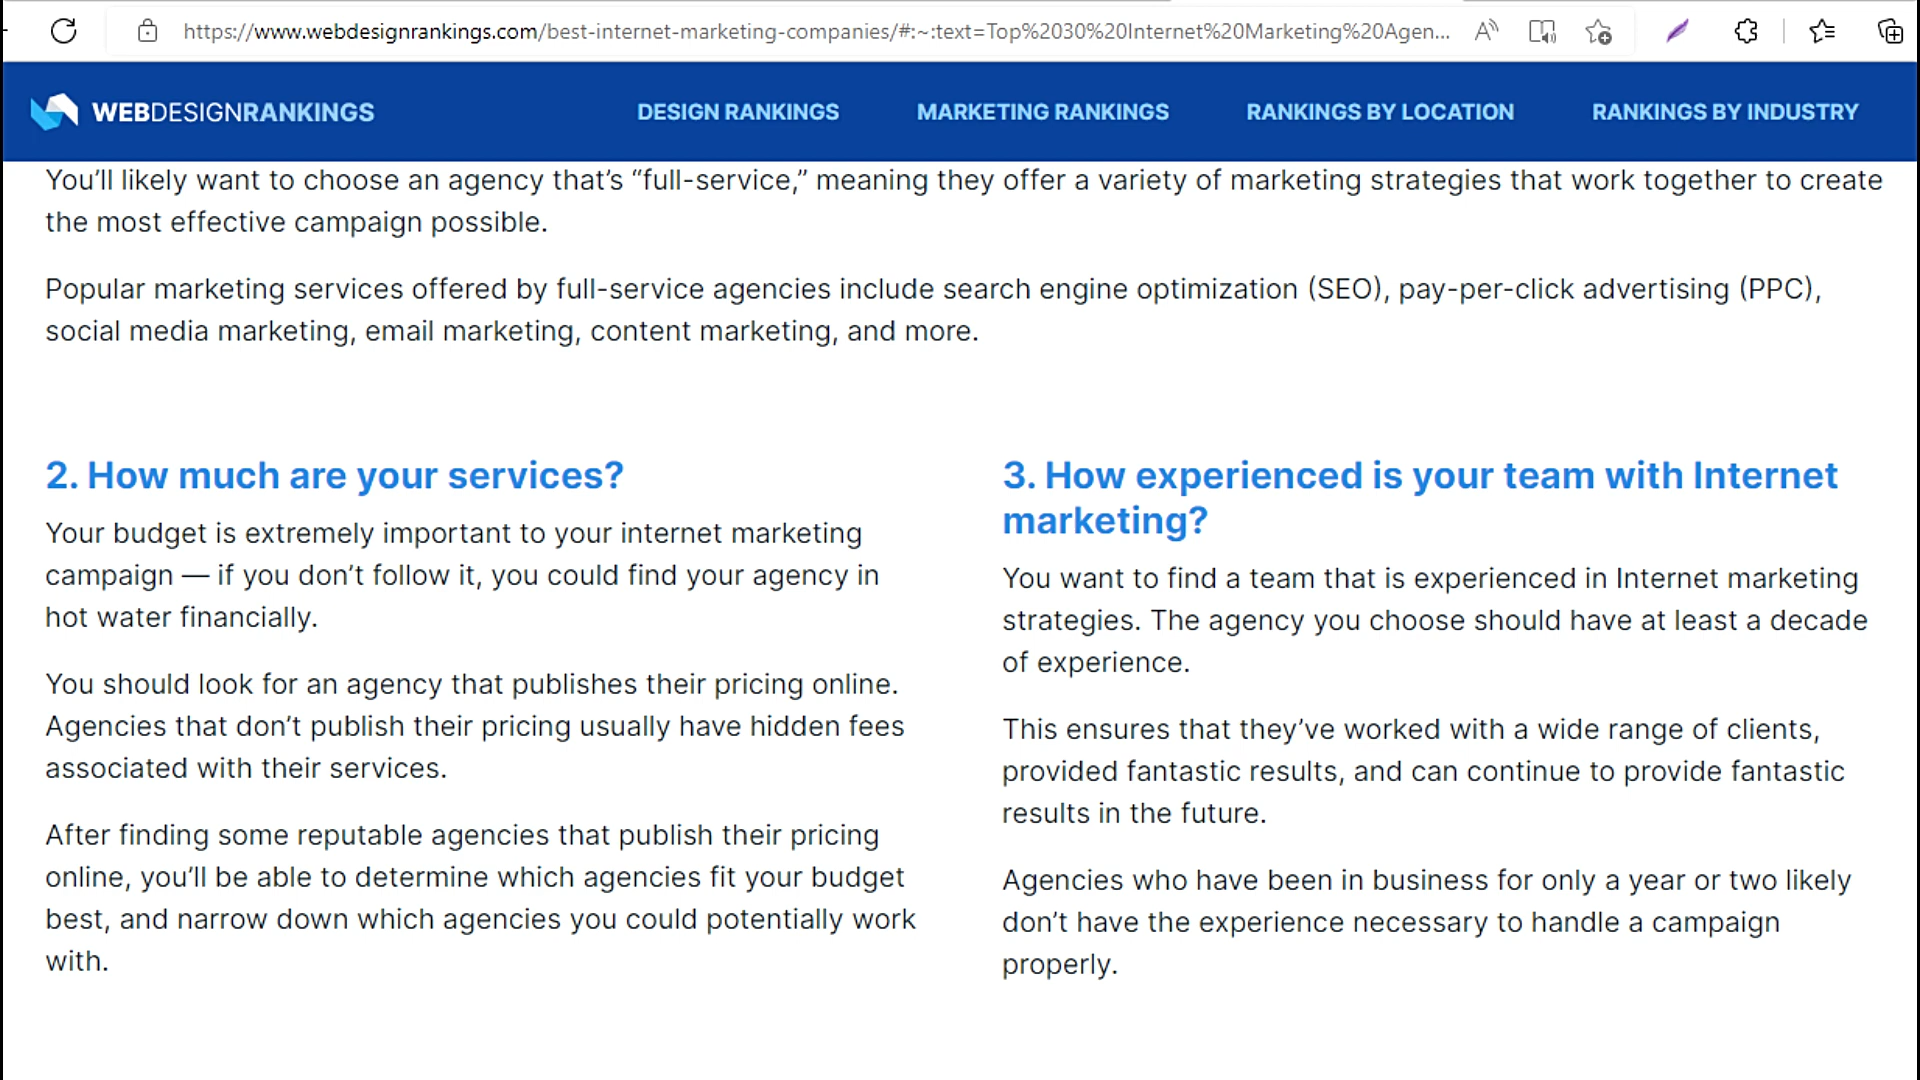 https://www.webdesignrankings.com/best-internet-marketing-companies/#:~:text=Top%2030%20Internet%20Marketing%20Agen...
WEBDESIGNRANKINGS
DESIGN RANKINGS
MARKETING RANKINGS
RANKINGS BY LOCATION
RANKINGS BY INDUSTRY
You’ll likely want to choose an agency that’s “full-service,” meaning they offer a variety of marketing strategies that work together to create
the most effective campaign possible.
Popular marketing services offered by full-service agencies include search engine optimization (SEO), pay-per-click advertising (PPC),
social media marketing, email marketing, content marketing, and more.
2. How much are your services?
Your budget is extremely important to your internet marketing
campaign — if you don’t follow it, you could find your agency in
hot water financially.
You should look for an agency that publishes their pricing online.
Agencies that don’t publish their pricing usually have hidden fees
associated with their services.
After finding some reputable agencies that publish their pricing
online, you’ll be able to determine which agencies fit your budget
best, and narrow down which agencies you could potentially work
with.
3. How experienced is your team with Internet
marketing?
You want to find a team that is experienced in Internet marketing
strategies. The agency you choose should have at least a decade
of experience.
This ensures that they’ve worked with a wide range of clients,
provided fantastic results, and can continue to provide fantastic
results in the future.
Agencies who have been in business for only a year or two likely
don’t have the experience necessary to handle a campaign
properly.